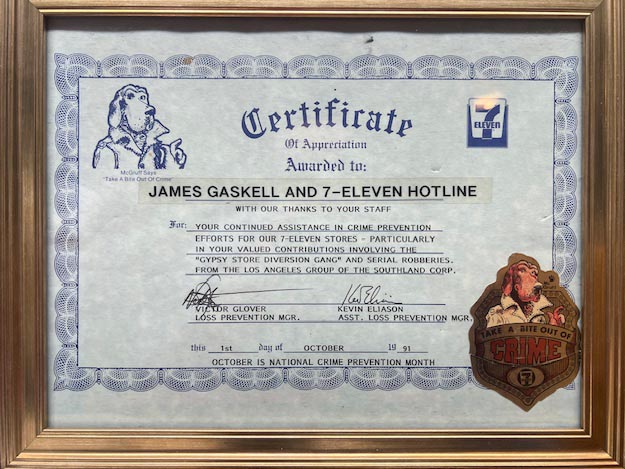 McGruff Says
"Take A Bite Out Of Crime"
Certificate
Of Appreciation
Awarded to:
7
ELEVEN
JAMES GASKELL AND 7-ELEVEN HOTLINE
WITH OUR THANKS TO YOUR STAFF
For: YOUR CONTINUED ASSISTANCE IN CRIME PREVENTION
EFFORTS FOR OUR 7-ELEVEN STORES - PARTICULARLY
IN YOUR VALUED CONTRIBUTIONS INVOLVING THE
"GYPSY STORE DIVERSION GANG" AND SERIAL ROBBERIES.
FROM THE LOS ANGELES GROUP OF THE SOUTHLAND CORP.
Kev Eliason
VICTOR GLOVER KEVIN ELIASON
LOSS PREVENTION MGR. ASST. LOSS PREVENTION MGR.
this 1st day of OCTOBER 19 91
OCTOBER IS NATIONAL CRIME PREVENTION MONTH
TAKE A BITE OUT OF
CRIME
7